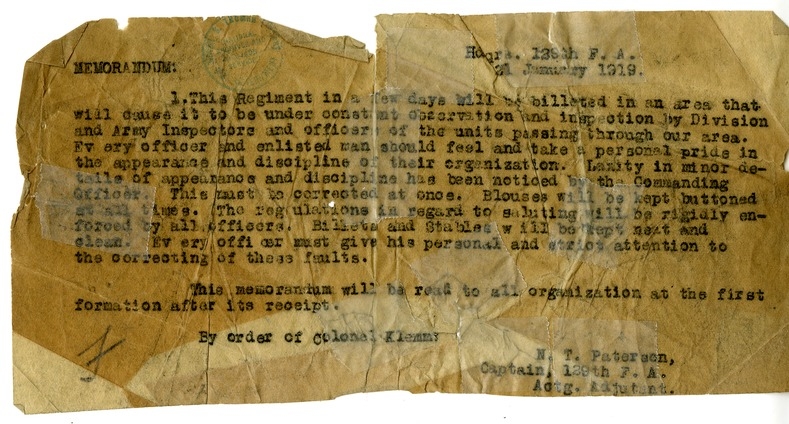 Hdqrs. 129th F. A.
21 January 1919.
MEMORANDUM:
1.This Regiment in a few days will be billeted in an area that
will cause it to be under constant observation and inspection by Division
and Army Inspectors and officers of the units passing through our area.
Ev ery officer and enlisted man should feel and take a personal pride in
the appearance and discipline of their organization. Laxity in minor de-
tails of appearance and discipline has been noticed by the Commanding
Officer. This must be corrected at once. Blouses will be kept buttoned
at all times. The regulations in regard to saluting will be rigidly en-
forced by all officers. Billets and Stables will be kept neat and
clean. Ev ery officer must give his personal and strict attention to
the correcting of these faults.
This memorandum will be read to all organization at the first
formation after its receipt.
By order of Colonel Klemm:
N. T. Paterson,
Captain, 129th F. A.
Actg. Adjutant.